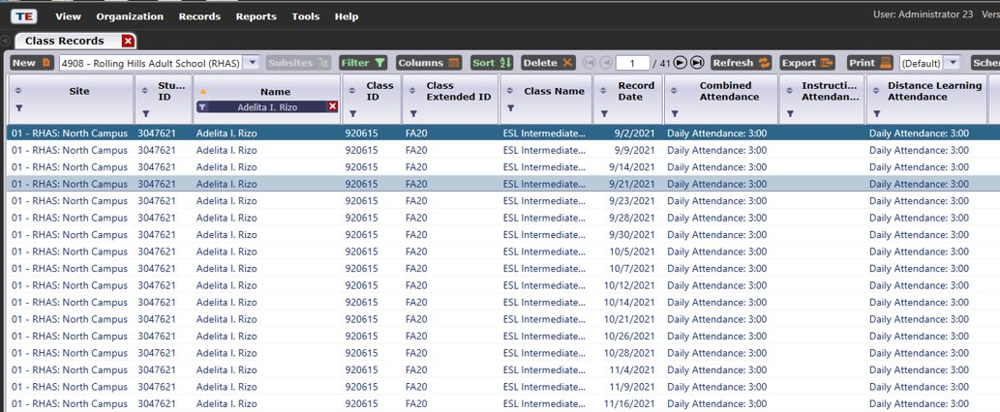 TE View Organization Records Reports Tools Help User: Administrator 23 Vers
Class Records
New 4908 - Rolling Hills Adult School (RHAS) Subsites Filter Columns Sort Delete 1 / 41 Refresh Export Print (Default) Sche
Site Stu... ID Name Class ID Class Extended ID Class Name Record Date Combined Attendance Instructi... Attendan... Distance Learning Attendance
Adelita I. Rizo
01 - RHAS: North Campus 3047621 Adelita I. Rizo 920615 FA20 ESL Intermediate... 9/2/2021 Daily Attendance: 3:00 Daily Attendance: 3:00
01 - RHAS: North Campus 3047621 Adelita I. Rizo 920615 FA20 ESL Intermediate... 9/9/2021 Daily Attendance: 3:00 Daily Attendance: 3:00
01 - RHAS: North Campus 3047621 Adelita I. Rizo 920615 FA20 ESL Intermediate... 9/14/2021 Daily Attendance: 3:00 Daily Attendance: 3:00
01 - RHAS: North Campus 3047621 Adelita I. Rizo 920615 FA20 ESL Intermediate... 9/21/2021 Daily Attendance: 3:00 Daily Attendance: 3:00
01 - RHAS: North Campus 3047621 Adelita I. Rizo 920615 FA20 ESL Intermediate... 9/23/2021 Daily Attendance: 3:00 Daily Attendance: 3:00
01 - RHAS: North Campus 3047621 Adelita I. Rizo 920615 FA20 ESL Intermediate... 9/28/2021 Daily Attendance: 3:00 Daily Attendance: 3:00
01 - RHAS: North Campus 3047621 Adelita I. Rizo 920615 FA20 ESL Intermediate... 9/30/2021 Daily Attendance: 3:00 Daily Attendance: 3:00
01 - RHAS: North Campus 3047621 Adelita I. Rizo 920615 FA20 ESL Intermediate... 10/5/2021 Daily Attendance: 3:00 Daily Attendance: 3:00
01 - RHAS: North Campus 3047621 Adelita I. Rizo 920615 FA20 ESL Intermediate... 10/7/2021 Daily Attendance: 3:00 Daily Attendance: 3:00
01 - RHAS: North Campus 3047621 Adelita I. Rizo 920615 FA20 ESL Intermediate... 10/12/2021 Daily Attendance: 3:00 Daily Attendance: 3:00
01 - RHAS: North Campus 3047621 Adelita I. Rizo 920615 FA20 ESL Intermediate... 10/14/2021 Daily Attendance: 3:00 Daily Attendance: 3:00
01 - RHAS: North Campus 3047621 Adelita I. Rizo 920615 FA20 ESL Intermediate... 10/21/2021 Daily Attendance: 3:00 Daily Attendance: 3:00
01 - RHAS: North Campus 3047621 Adelita I. Rizo 920615 FA20 ESL Intermediate... 10/26/2021 Daily Attendance: 3:00 Daily Attendance: 3:00
01 - RHAS: North Campus 3047621 Adelita I. Rizo 920615 FA20 ESL Intermediate... 10/28/2021 Daily Attendance: 3:00 Daily Attendance: 3:00
01 - RHAS: North Campus 3047621 Adelita I. Rizo 920615 FA20 ESL Intermediate... 11/4/2021 Daily Attendance: 3:00 Daily Attendance: 3:00
01 - RHAS: North Campus 3047621 Adelita I. Rizo 920615 FA20 ESL Intermediate... 11/9/2021 Daily Attendance: 3:00 Daily Attendance: 3:00
01 - RHAS: North Campus 3047621 Adelita I. Rizo 920615 FA20 ESL Intermediate... 11/16/2021 Daily Attendance: 3:00 Daily Attendance: 3:00